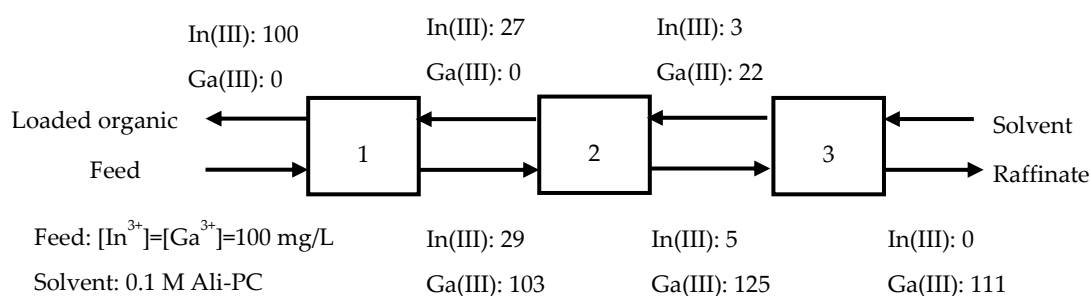 In(III): 100 In(III): 27 In(III): 3
Ga(III): 0 Ga(III): 0 Ga(III): 22
Loaded organic 1 2 3 Solvent
Feed Raffinate
Feed: [In³⁺]=[Ga³⁺]=100 mg/L In(III): 29 In(III): 5 In(III): 0
Solvent: 0.1 M Ali-PC Ga(III): 103 Ga(III): 125 Ga(III): 111